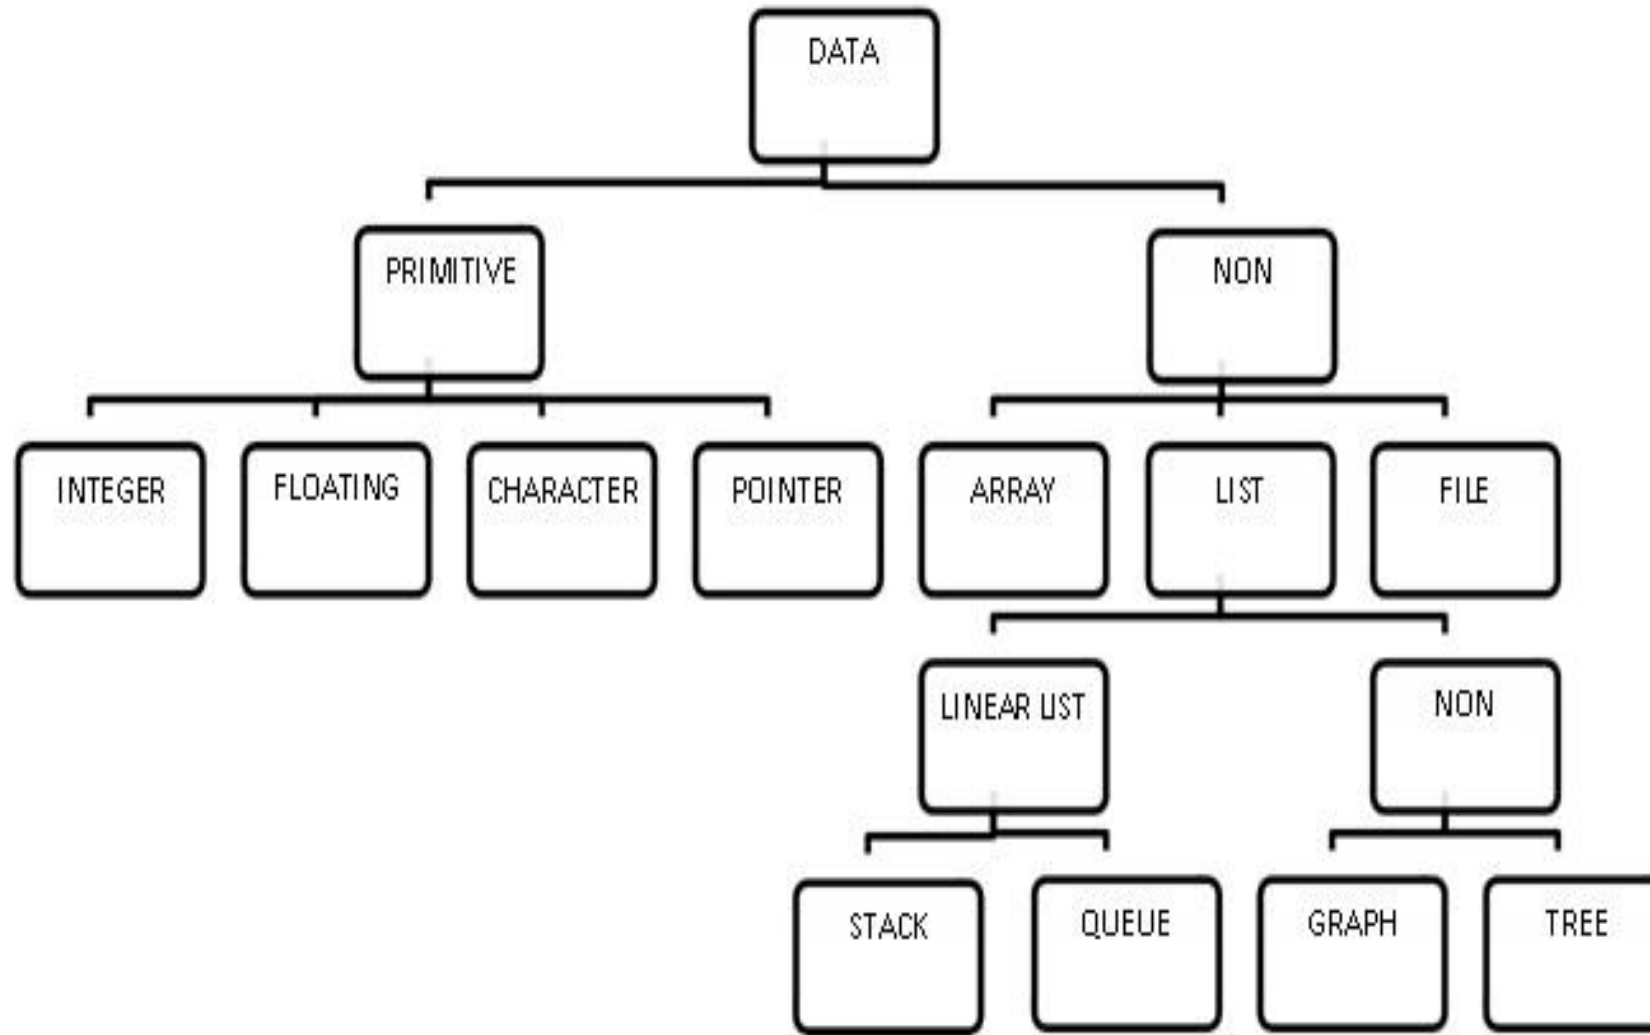 DATA
PRIMITIVE
NON
INTEGER
FLOATING
CHARACTER
POINTER
ARRAY
LIST
FILE
LINEAR LIST
NON
STACK
QUEUE
GRAPH
TREE